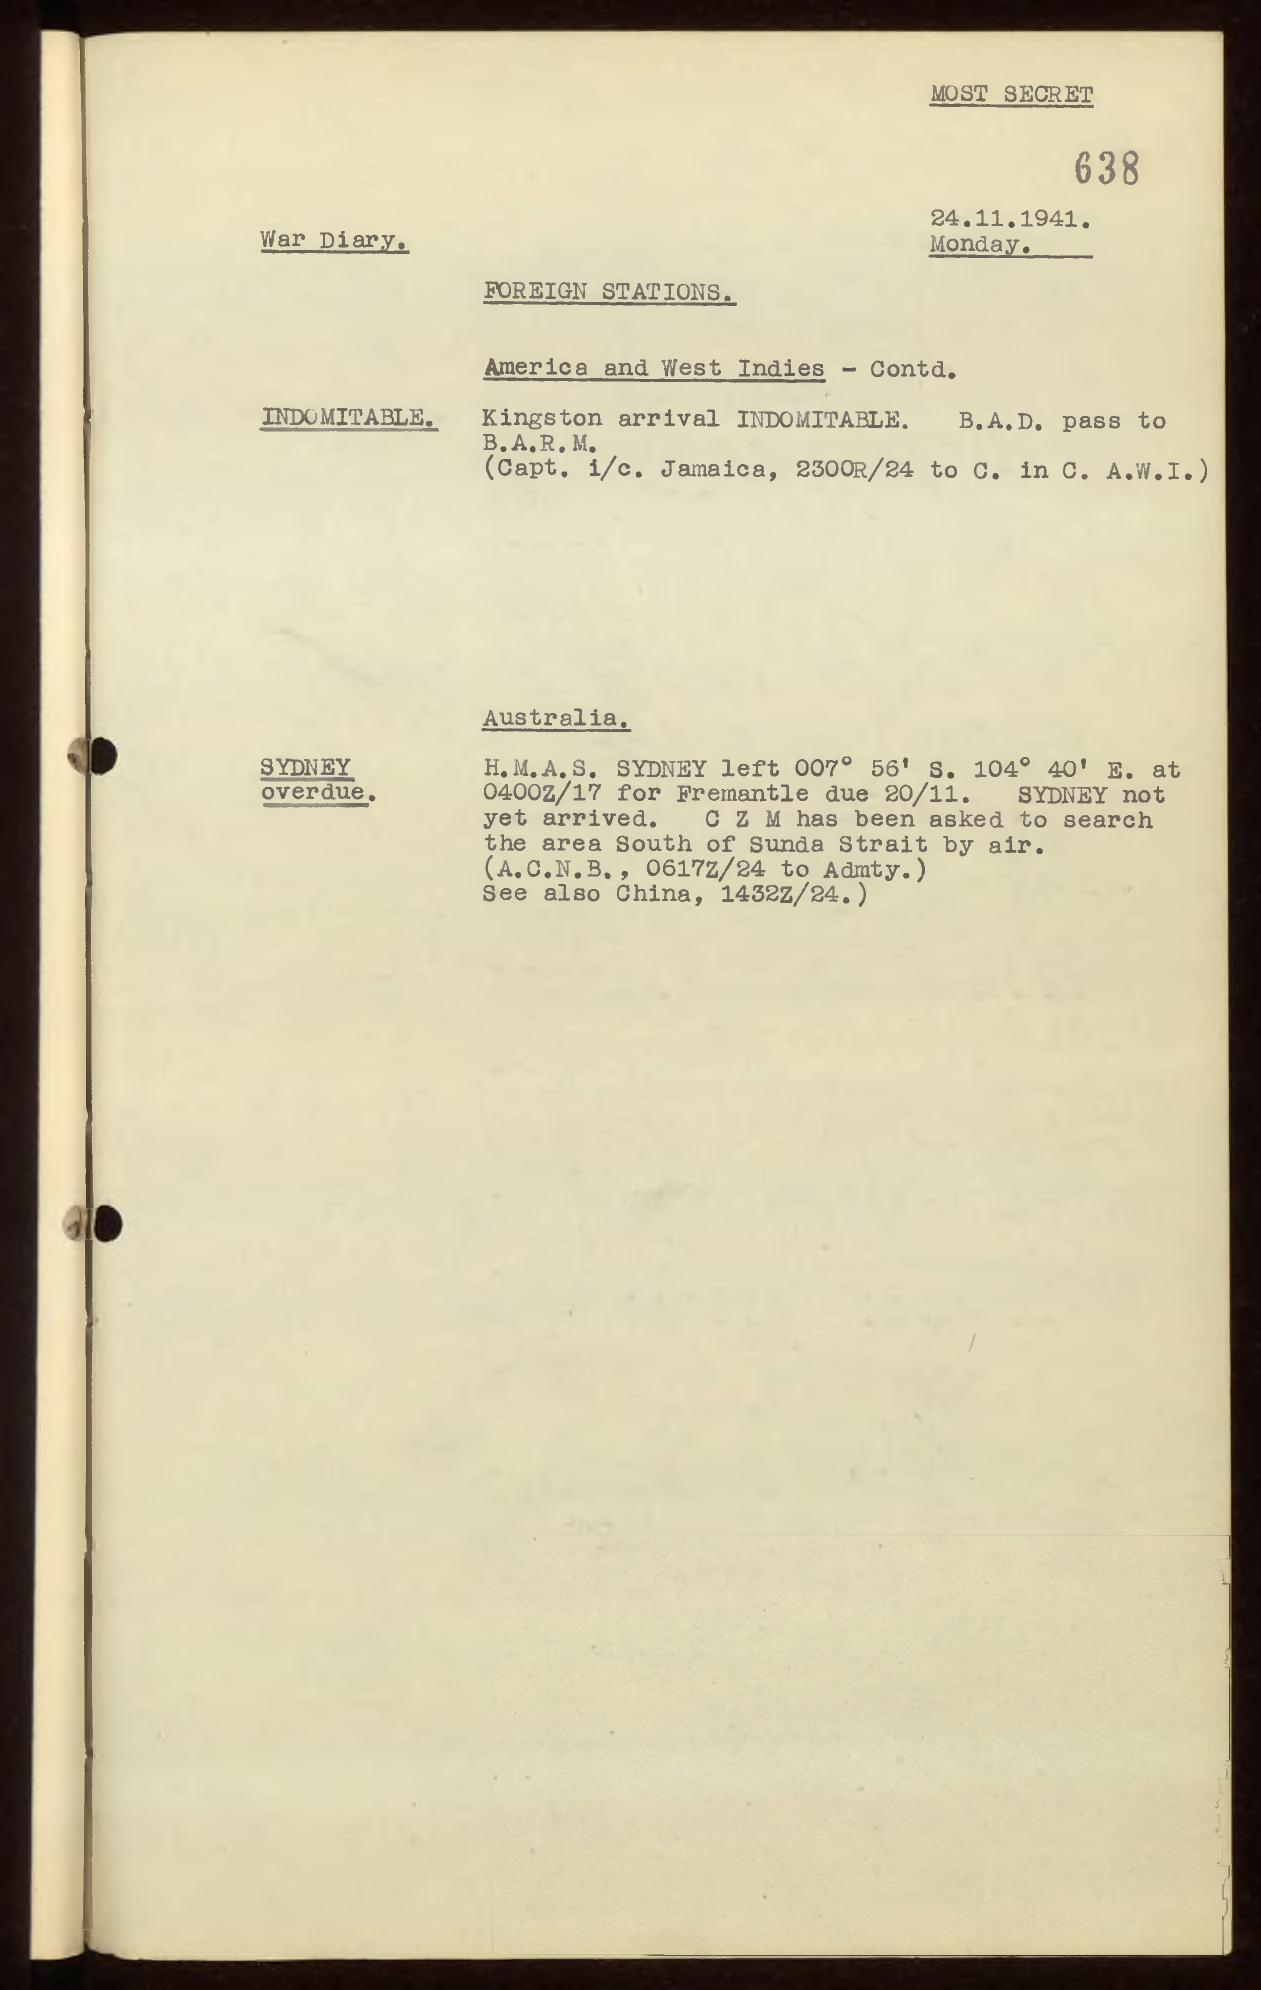 MOST SECRET
638
24.11.1941.
Monday.
War Diary.
FOREIGN STATIONS.
America and West Indies - Contd.
INDOMITABLE. Kingston arrival INDOMITABLE. B.A.D. pass to
B.A.R.M.
(Capt. i/c. Jamaica, 2300R/24 to C. in C. A.W.I.)
Australia.
SYDNEY H.M.A.S. SYDNEY left 007° 56' S. 104° 40' E. at
overdue. 0400Z/17 for Fremantle due 20/11. SYDNEY not
yet arrived. C Z M has been asked to search
the area South of Sunda Strait by air.
(A.C.N.B., 0617Z/24 to Admty.)
See also China, 1432Z/24.)